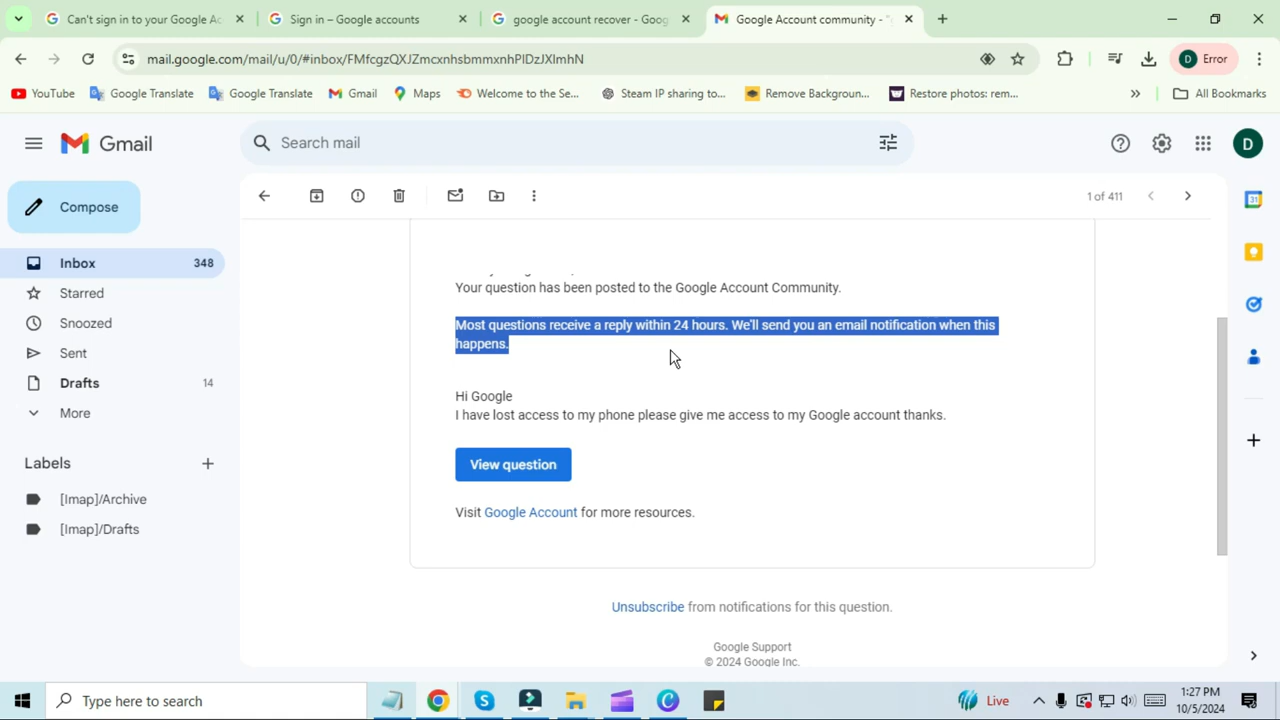 Can't sign in to your Google Ac
Sign in – Google accounts
google account recover - Goog
Google Account community - "
mail.google.com/mail/u/0/#inbox/FMfcgzQXJZmcxnhsbmmxnhPlDzJXlmhN
D Error
YouTube
Google Translate
Google Translate
Gmail
Maps
Welcome to the Se...
Steam IP sharing to...
Remove Backgroun...
Restore photos: rem...
All Bookmarks
Gmail
Search mail
D
Compose
1 of 411
Inbox 348
Starred
Snoozed
Sent
Drafts 14
More
Labels
[Imap]/Archive
[Imap]/Drafts
Your question has been posted to the Google Account Community.
Most questions receive a reply within 24 hours. We'll send you an email notification when this
happens.
Hi Google
I have lost access to my phone please give me access to my Google account thanks.
View question
Visit Google Account for more resources.
Unsubscribe from notifications for this question.
Google Support
© 2024 Google Inc.
31
Type here to search
Live
1:27 PM
10/5/2024